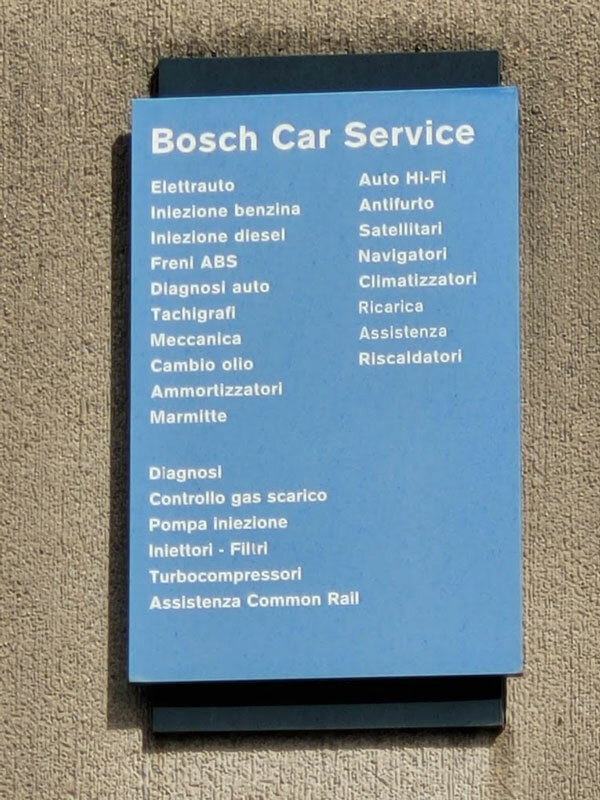 Bosch Car Service
Elettrauto
Iniezione benzina
Iniezione diesel
Freni ABS
Diagnosi auto
Tachigrafi
Meccanica
Cambio olio
Ammortizzatori
Marmitte
Diagnosi
Controllo gas scarico
Pompa iniezione
Iniettori - Filtri
Turbocompressori
Assistenza Common Rail
Auto Hi-Fi
Antifurto
Satellitari
Navigatori
Climatizzatori
Ricarica
Assistenza
Riscaldatori